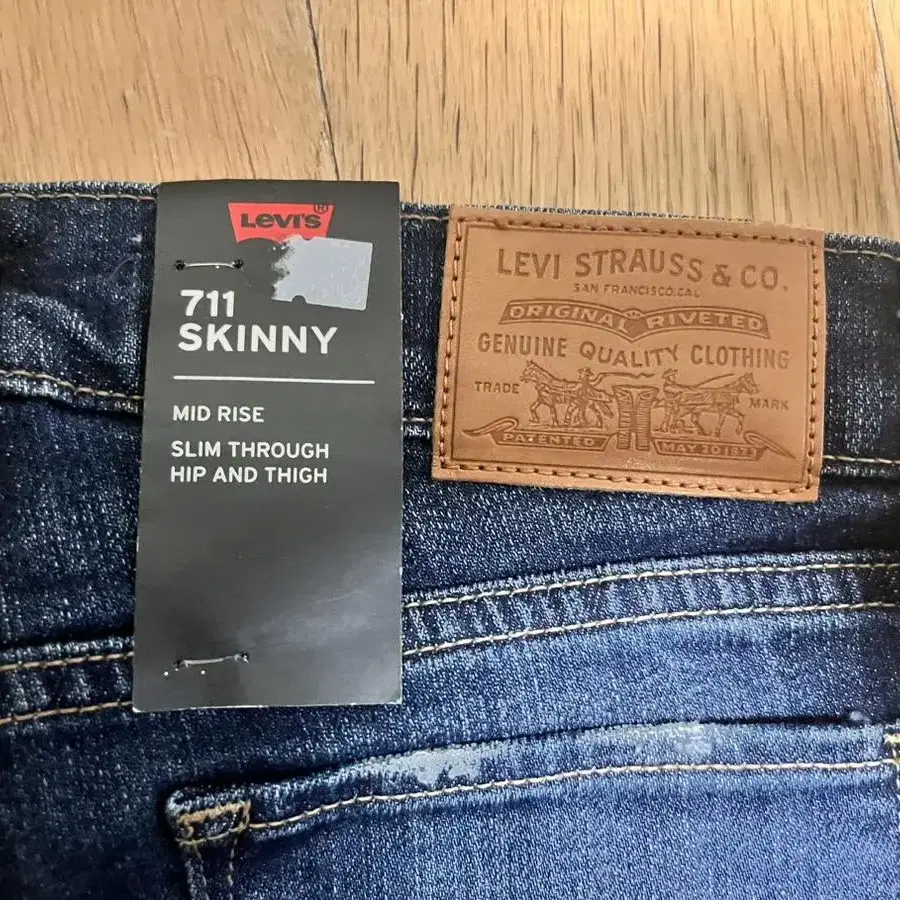 LEVI'S®
711
SKINNY
MID RISE
SLIM THROUGH
HIP AND THIGH
LEVI STRAUSS & CO.
SAN FRANCISCO.CAL
ORIGINAL RIVETED
GENUINE QUALITY CLOTHING
TRADE MARK
PATENTED MAY 20 1873